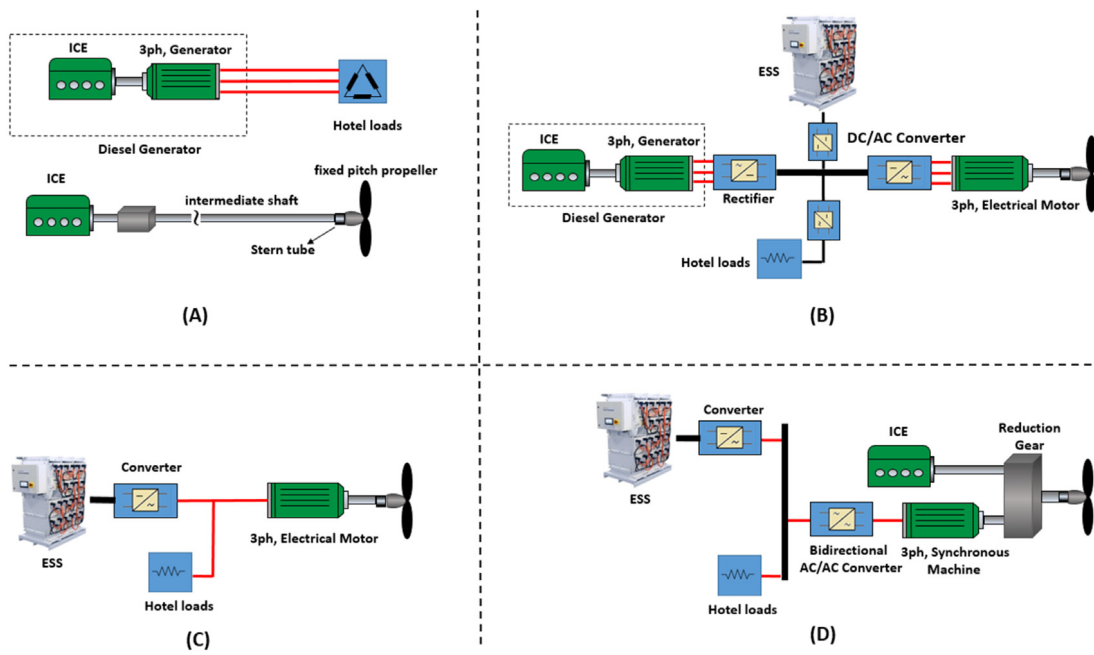 ICE
3ph, Generator
Hotel loads
Diesel Generator
ICE
fixed pitch propeller
intermediate shaft
Stern tube
(A)
ESS
DC/AC Converter
ICE
3ph, Generator
Rectifier
Diesel Generator
3ph, Electrical Motor
Hotel loads
(B)
Converter
3ph, Electrical Motor
ESS
Hotel loads
(C)
Converter
ICE
Reduction
Gear
ESS
Bidirectional
AC/AC Converter
3ph, Synchronous
Machine
Hotel loads
(D)